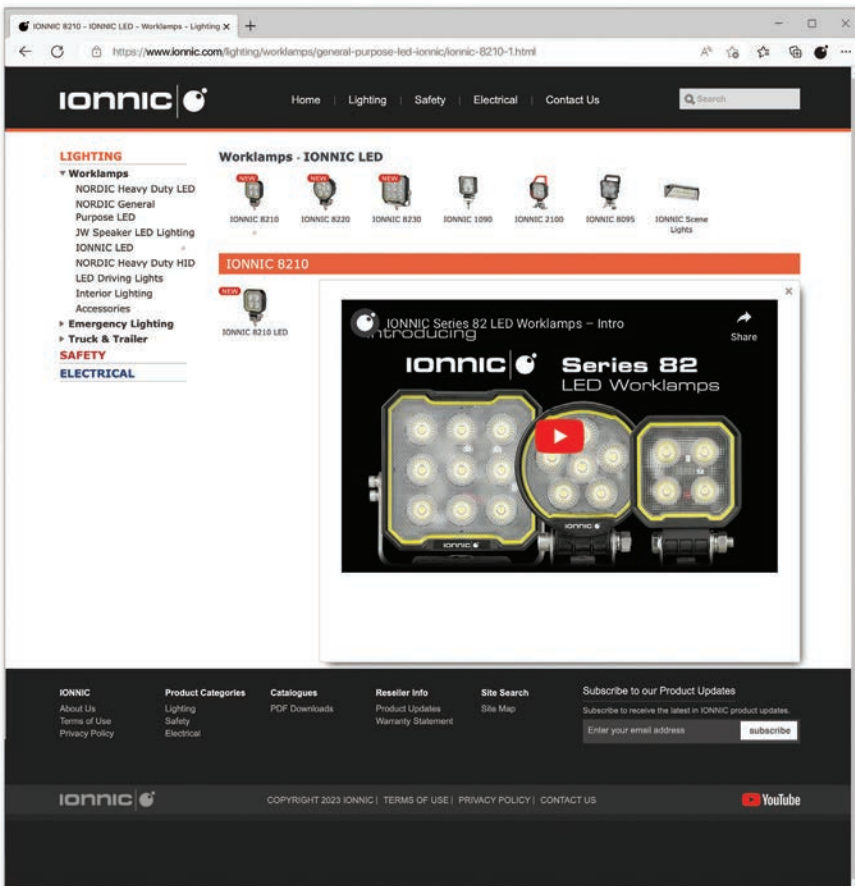 IONNIC 8210 - IONNIC LED - Worklamps - Lighting
https://www.ionnic.com/lighting/worklamps/general-purpose-led-ionnic/ionnic-8210-1.html
IONNIC
Home | Lighting | Safety | Electrical | Contact Us
Search
LIGHTING
Worklamps
NORDIC Heavy Duty LED
NORDIC General
Purpose LED
JW Speaker LED Lighting
IONNIC LED
NORDIC Heavy Duty HID
LED Driving Lights
Interior Lighting
Accessories
Emergency Lighting
Truck & Trailer
SAFETY
ELECTRICAL
Worklamps - IONNIC LED
NEW NEW NEW
IONNIC 8210 IONNIC 8220 IONNIC 8230 IONNIC 1090 IONNIC 2100 IONNIC 8095 IONNIC Scene
Lights
IONNIC 8210
NEW
IONNIC 8210 LED
IONNIC Series 82 LED Worklamps – Intro
Share
Introducing
IONNIC Series 82
LED Worklamps
IONNIC
IONNIC
IONNIC
About Us
Terms of Use
Privacy Policy
Product Categories
Lighting
Safety
Electrical
Catalogues
PDF Downloads
Reseller Info
Product Updates
Warranty Statement
Site Search
Site Map
Subscribe to our Product Updates
Subscribe to receive the latest in IONNIC product updates.
Enter your email address subscribe
IONNIC
COPYRIGHT 2023 IONNIC | TERMS OF USE | PRIVACY POLICY | CONTACT US
YouTube